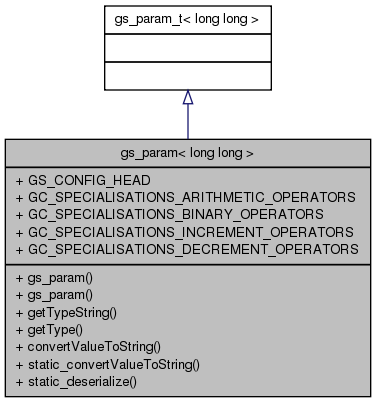 gs_param_t< long long >
gs_param< long long >
+ GS_CONFIG_HEAD
+ GC_SPECIALISATIONS_ARITHMETIC_OPERATORS
+ GC_SPECIALISATIONS_BINARY_OPERATORS
+ GC_SPECIALISATIONS_INCREMENT_OPERATORS
+ GC_SPECIALISATIONS_DECREMENT_OPERATORS
+ gs_param()
+ gs_param()
+ getTypeString()
+ getType()
+ convertValueToString()
+ static_convertValueToString()
+ static_deserialize()